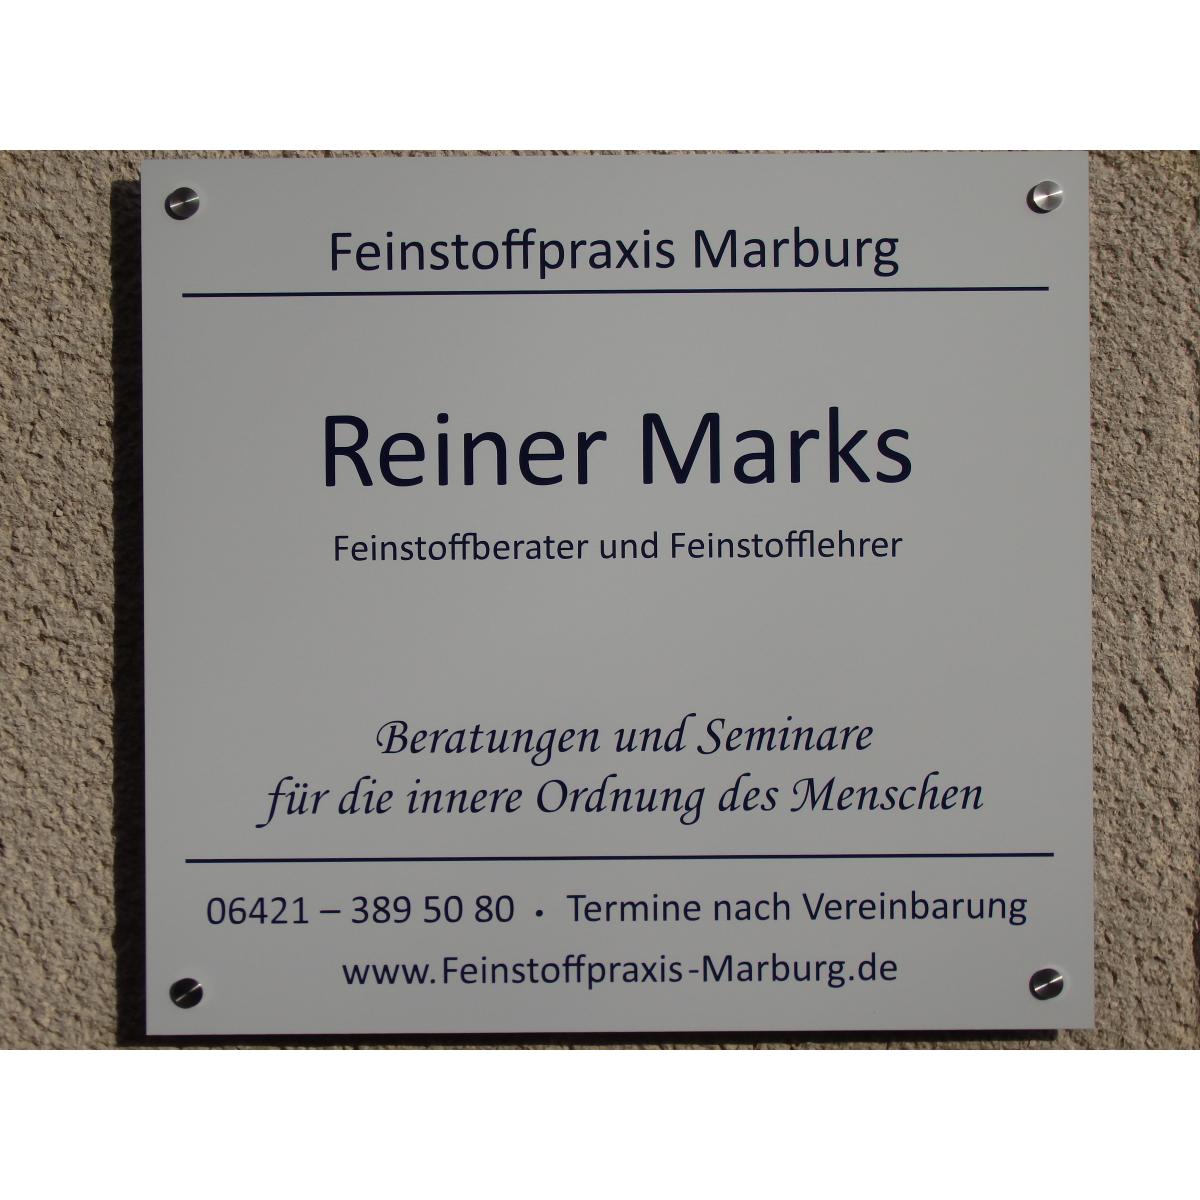 Feinstoffpraxis Marburg
Reiner Marks
Feinstoffberater und Feinstofflehrer
Beratungen und Seminare
für die innere Ordnung des Menschen
06421 – 389 50 80 • Termine nach Vereinbarung
www.Feinstoffpraxis-Marburg.de